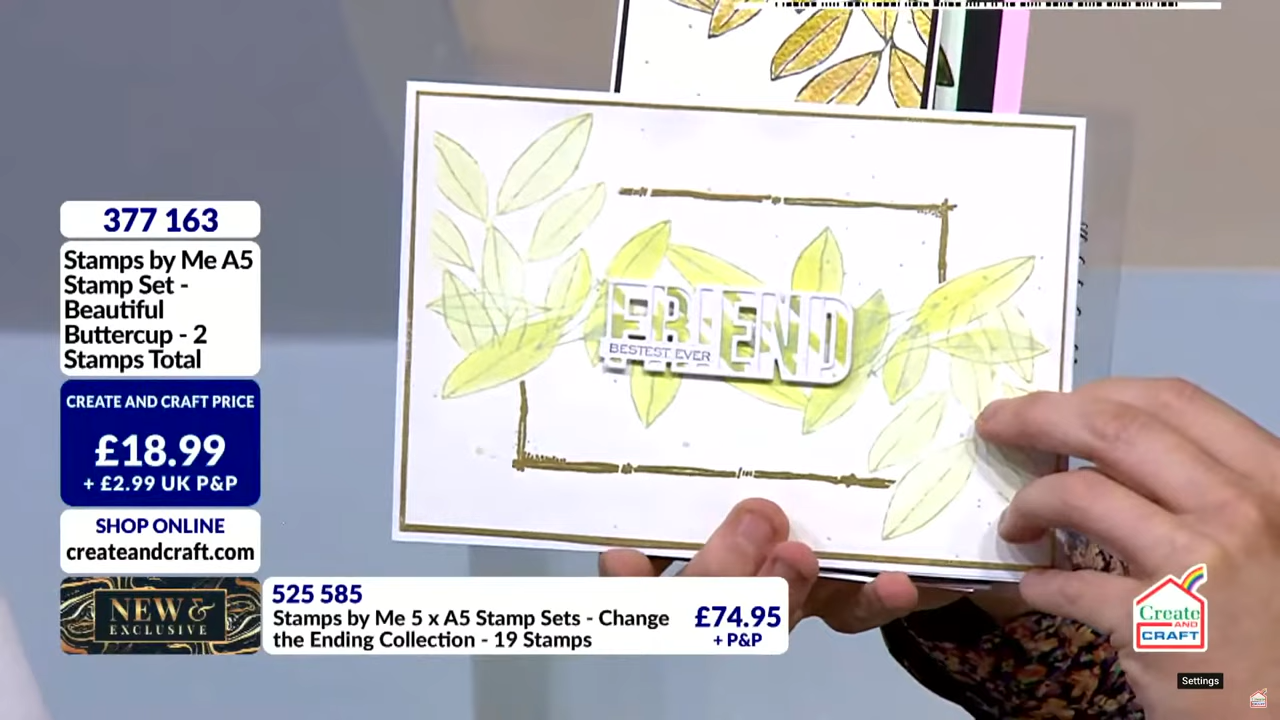 377 163
Stamps by Me A5
Stamp Set -
Beautiful
Buttercup - 2
Stamps Total
CREATE AND CRAFT PRICE
£18.99
+ £2.99 UK P&P
SHOP ONLINE
createandcraft.com
NEW &
EXCLUSIVE
525 585
Stamps by Me 5 x A5 Stamp Sets - Change
the Ending Collection - 19 Stamps
£74.95
+ P&P
FRIEND
BESTEST EVER
Create
AND
CRAFT
Settings